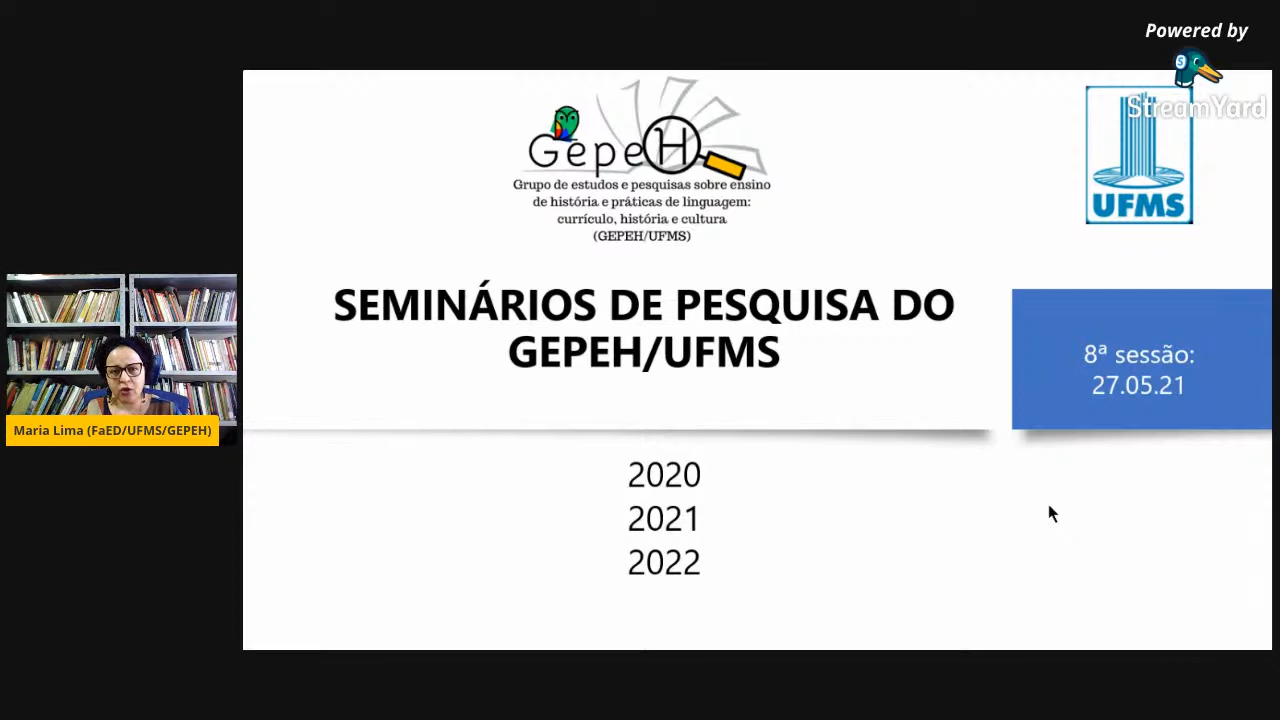 Powered by
StreamYard
GepeH
Grupo de estudos e pesquisas sobre ensino
de história e práticas de linguagem:
currículo, história e cultura
(GEPEH/UFMS)
UFMS
SEMINÁRIOS DE PESQUISA DO
GEPEH/UFMS
8ª sessão:
27.05.21
Maria Lima (FaED/UFMS/GEPEH)
2020
2021
2022